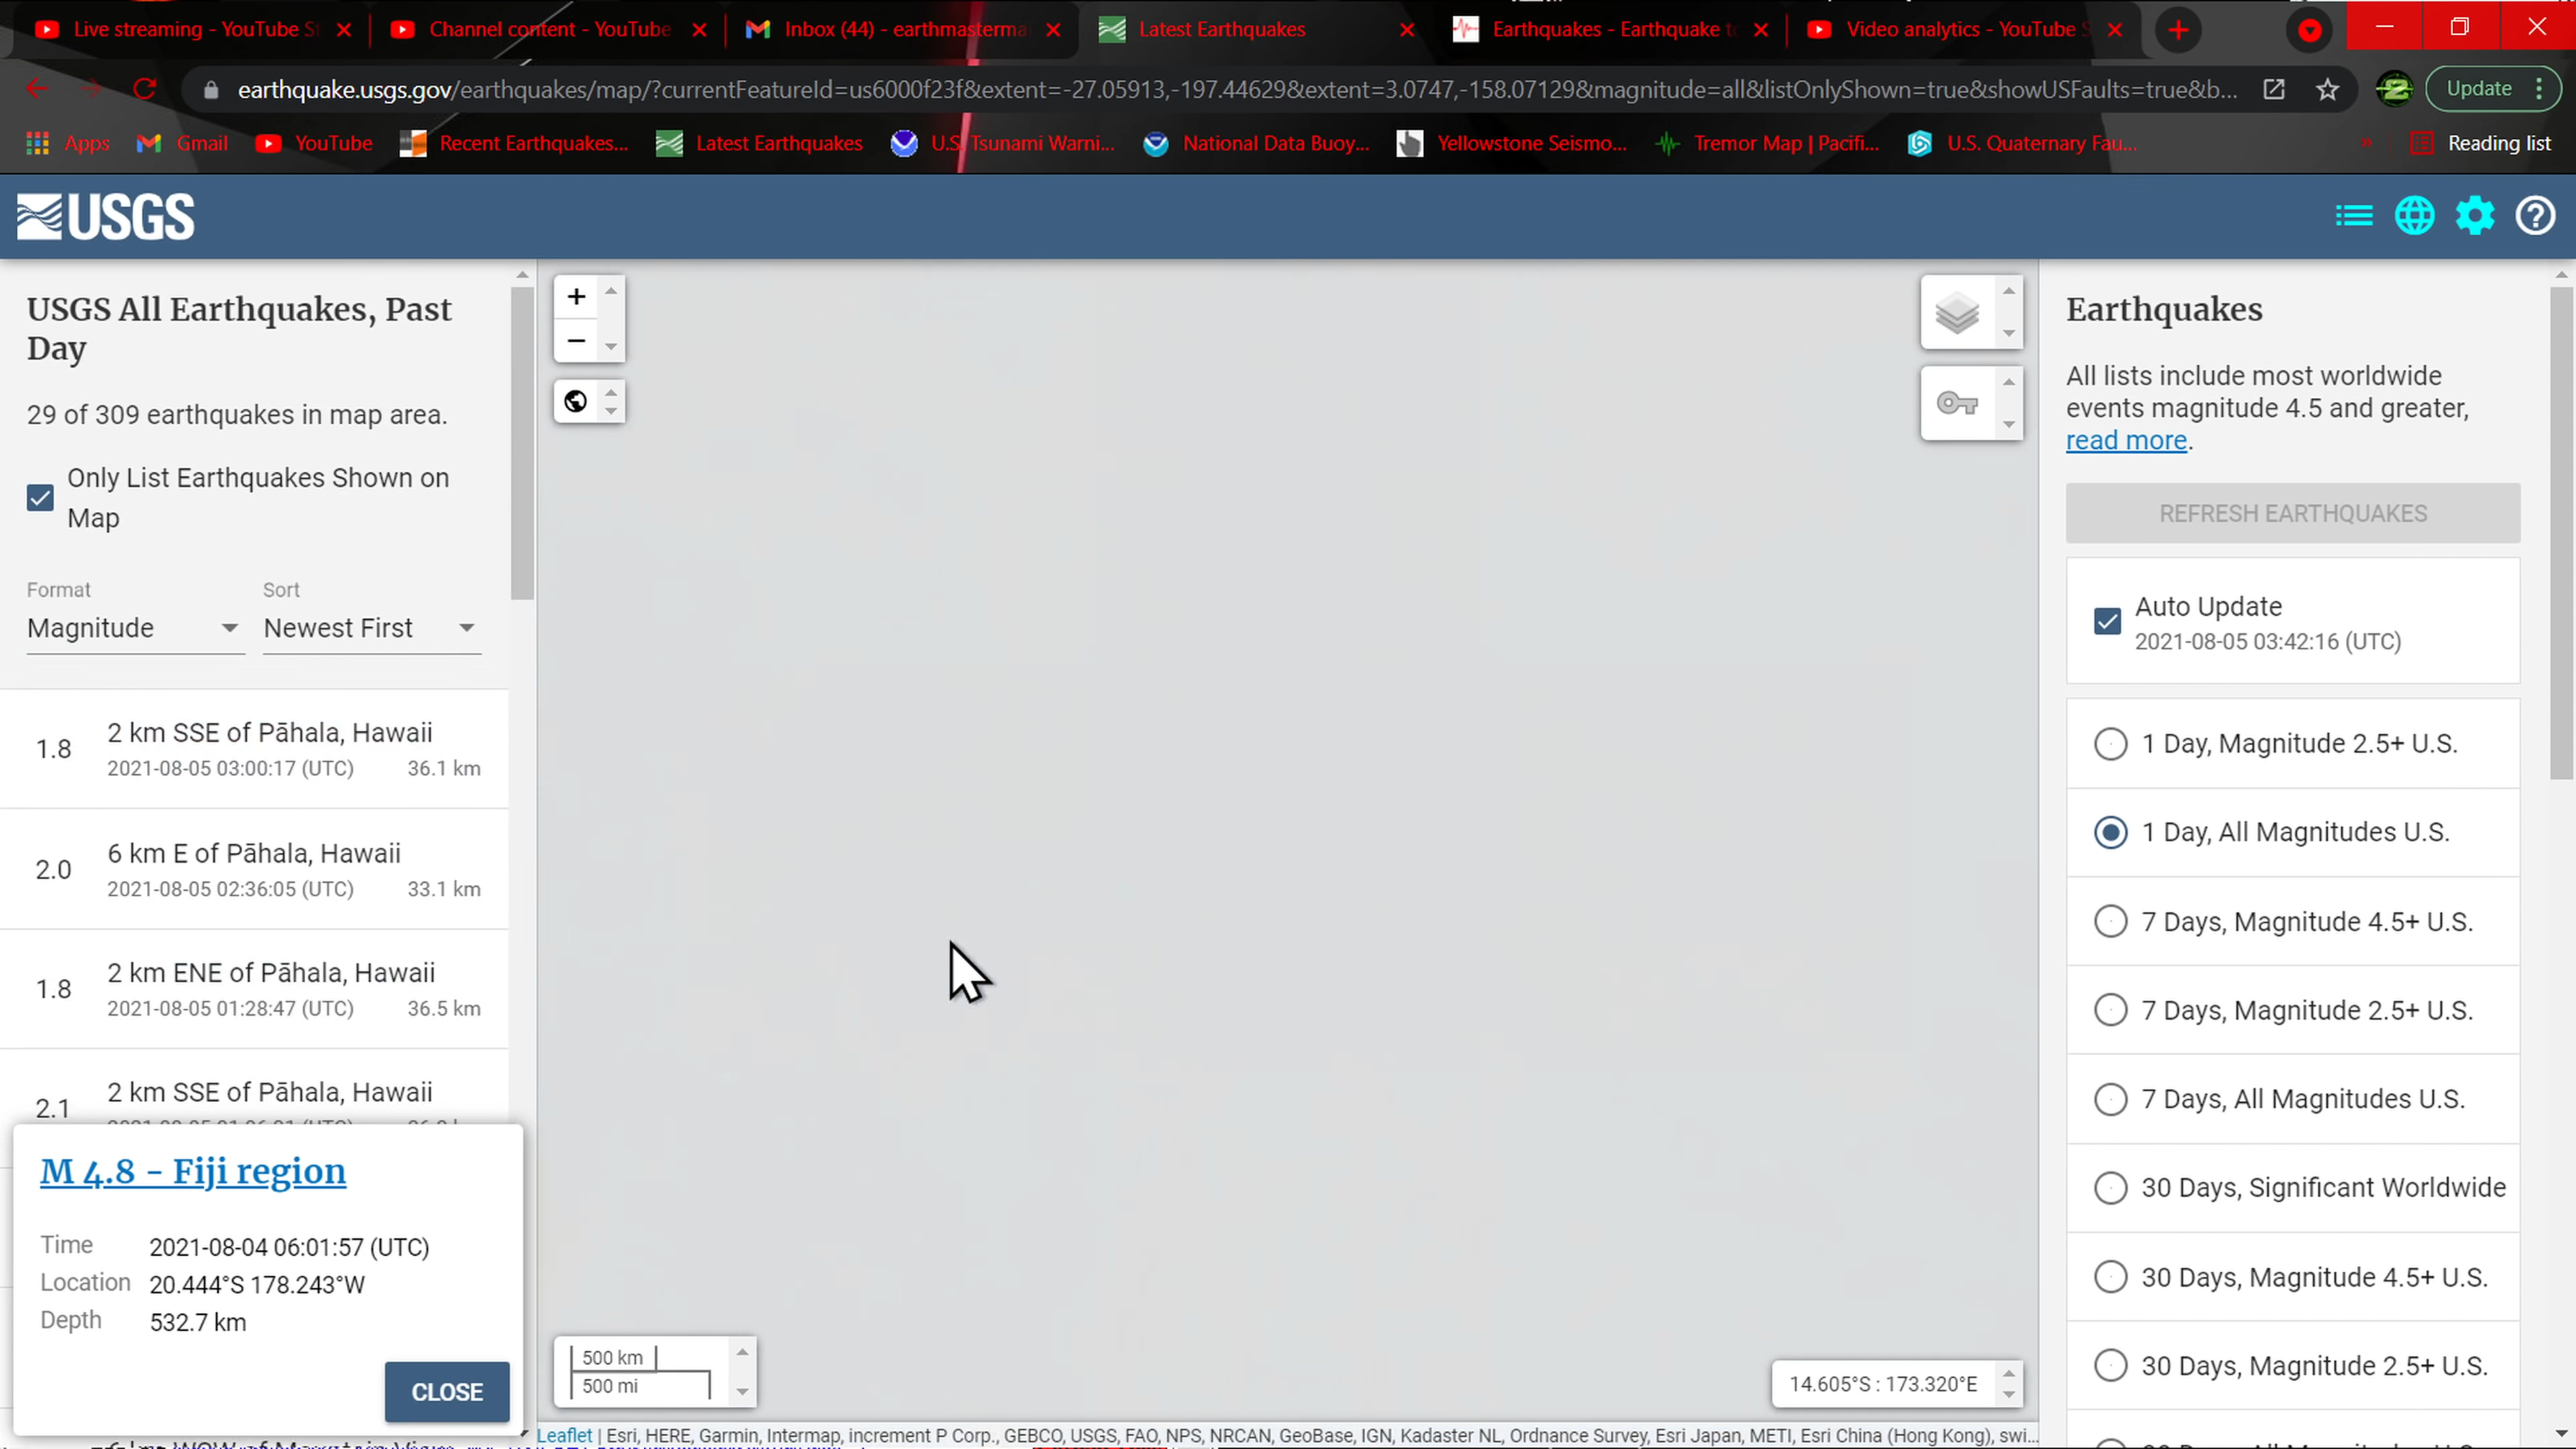 Live streaming - YouTube S
Channel content - YouTube
Inbox (44) - earthmasterma
Latest Earthquakes
Earthquakes - Earthquake t
Video analytics - YouTube S
earthquake.usgs.gov/earthquakes/map/?currentFeatureId=us6000f23f&extent=-27.05913,-197.44629&extent=3.0747,-158.07129&magnitude=all&listOnlyShown=true&showUSFaults=true&b...
Update
Apps
Gmail
YouTube
Recent Earthquakes...
Latest Earthquakes
U.S. Tsunami Warni...
National Data Buoy...
Yellowstone Seismo...
Tremor Map | Pacifi...
U.S. Quaternary Fau...
Reading list
USGS
USGS All Earthquakes, Past
Day
29 of 309 earthquakes in map area.
Only List Earthquakes Shown on
Map
Format
Sort
Magnitude
Newest First
1.8
2 km SSE of Pāhala, Hawaii
2021-08-05 03:00:17 (UTC) 36.1 km
2.0
6 km E of Pāhala, Hawaii
2021-08-05 02:36:05 (UTC) 33.1 km
1.8
2 km ENE of Pāhala, Hawaii
2021-08-05 01:28:47 (UTC) 36.5 km
2.1
2 km SSE of Pāhala, Hawaii
M 4.8 - Fiji region
Time 2021-08-04 06:01:57 (UTC)
Location 20.444°S 178.243°W
Depth 532.7 km
CLOSE
+
−
500 km
500 mi
14.605°S : 173.320°E
Leaflet | Esri, HERE, Garmin, Intermap, increment P Corp., GEBCO, USGS, FAO, NPS, NRCAN, GeoBase, IGN, Kadaster NL, Ordnance Survey, Esri Japan, METI, Esri China (Hong Kong), swi...
Earthquakes
All lists include most worldwide
events magnitude 4.5 and greater,
read more.
REFRESH EARTHQUAKES
Auto Update
2021-08-05 03:42:16 (UTC)
1 Day, Magnitude 2.5+ U.S.
1 Day, All Magnitudes U.S.
7 Days, Magnitude 4.5+ U.S.
7 Days, Magnitude 2.5+ U.S.
7 Days, All Magnitudes U.S.
30 Days, Significant Worldwide
30 Days, Magnitude 4.5+ U.S.
30 Days, Magnitude 2.5+ U.S.